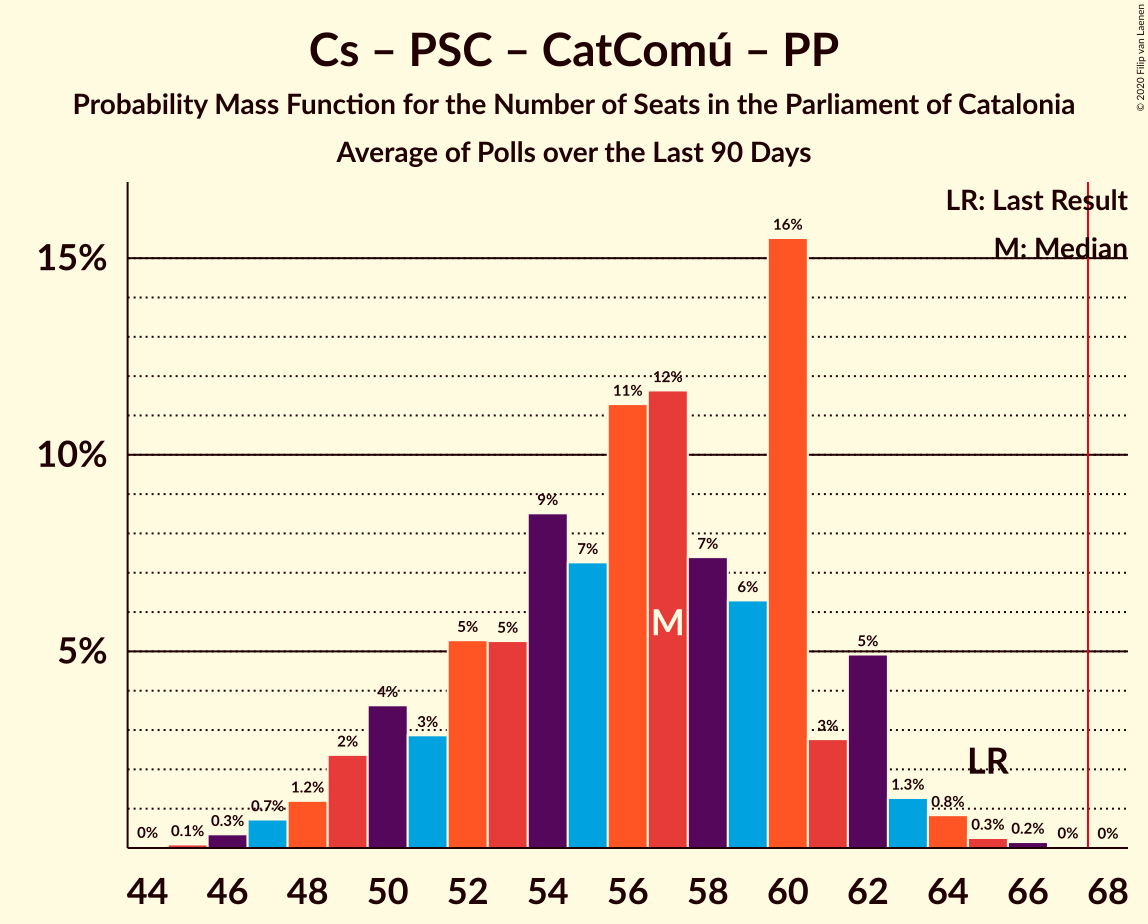 Cs – PSC – CatComú – PP
Probability Mass Function for the Number of Seats in the Parliament of Catalonia
Average of Polls over the Last 90 Days
© 2020 Filip van Laenen
LR: Last Result
M: Median
15%
10%
5%
0% 0.1% 0.3% 0.7% 1.2% 2% 4% 3% 5% 5% 9% 7% 11% 12% 7% 6% 16% 3% 5% 1.3% 0.8% 0.3% 0.2% 0% 0%
M
LR
44 46 48 50 52 54 56 58 60 62 64 66 68